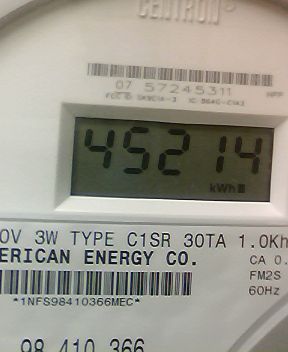 CENTRON®
07 57245311
45214
kWh
0V 3W TYPE C1SR 30TA 1.0Kh
ERICAN ENERGY CO.
CA 0.
FM2S
60Hz
*1NFS98410366MEC*
98 410 366